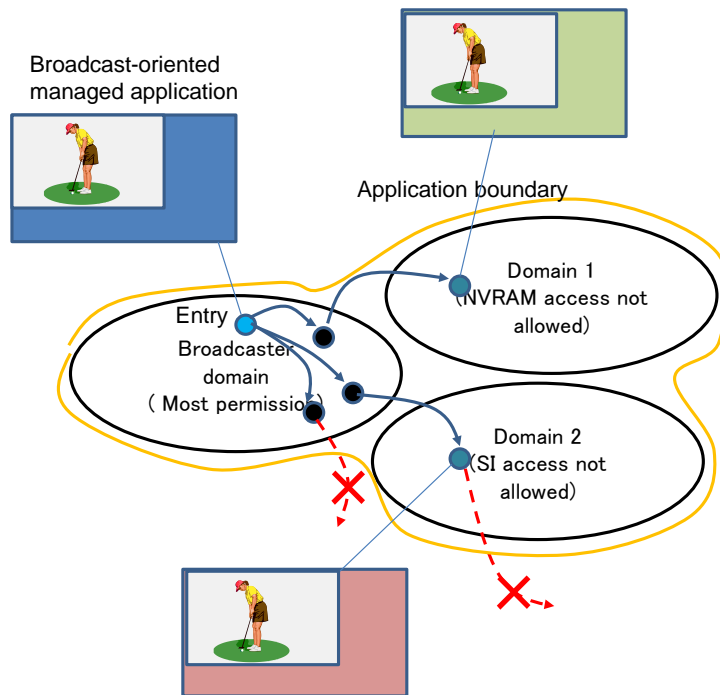 Broadcast-oriented
managed application
Application boundary
Domain 1
(NVRAM access not
allowed)
Entry
Broadcaster
domain
( Most permission)
Domain 2
(SI access not
allowed)